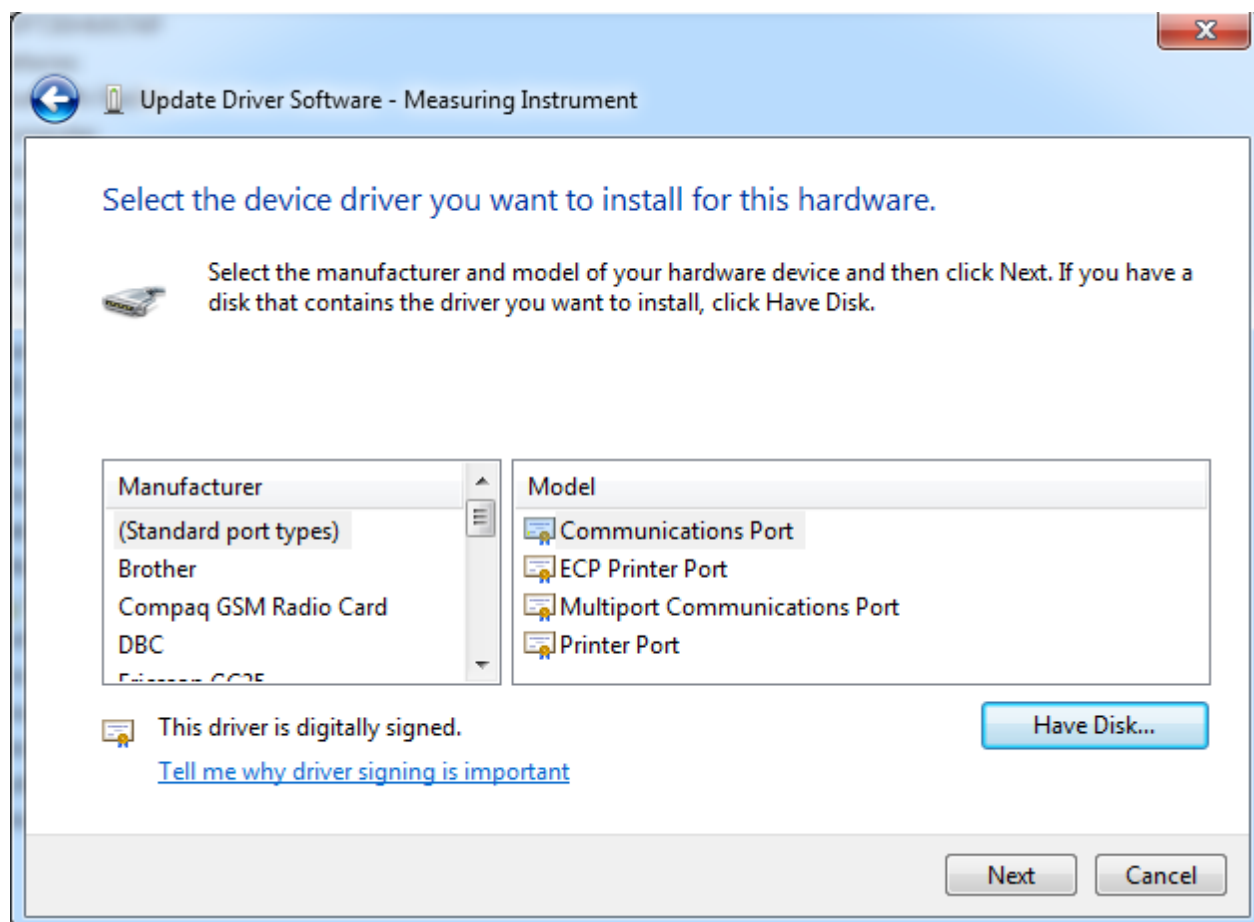 Update Driver Software - Measuring Instrument
Select the device driver you want to install for this hardware.
Select the manufacturer and model of your hardware device and then click Next. If you have a
disk that contains the driver you want to install, click Have Disk.
Manufacturer
(Standard port types)
Brother
Compaq GSM Radio Card
DBC
Model
Communications Port
ECP Printer Port
Multiport Communications Port
Printer Port
This driver is digitally signed.
Have Disk...
Tell me why driver signing is important
Next
Cancel